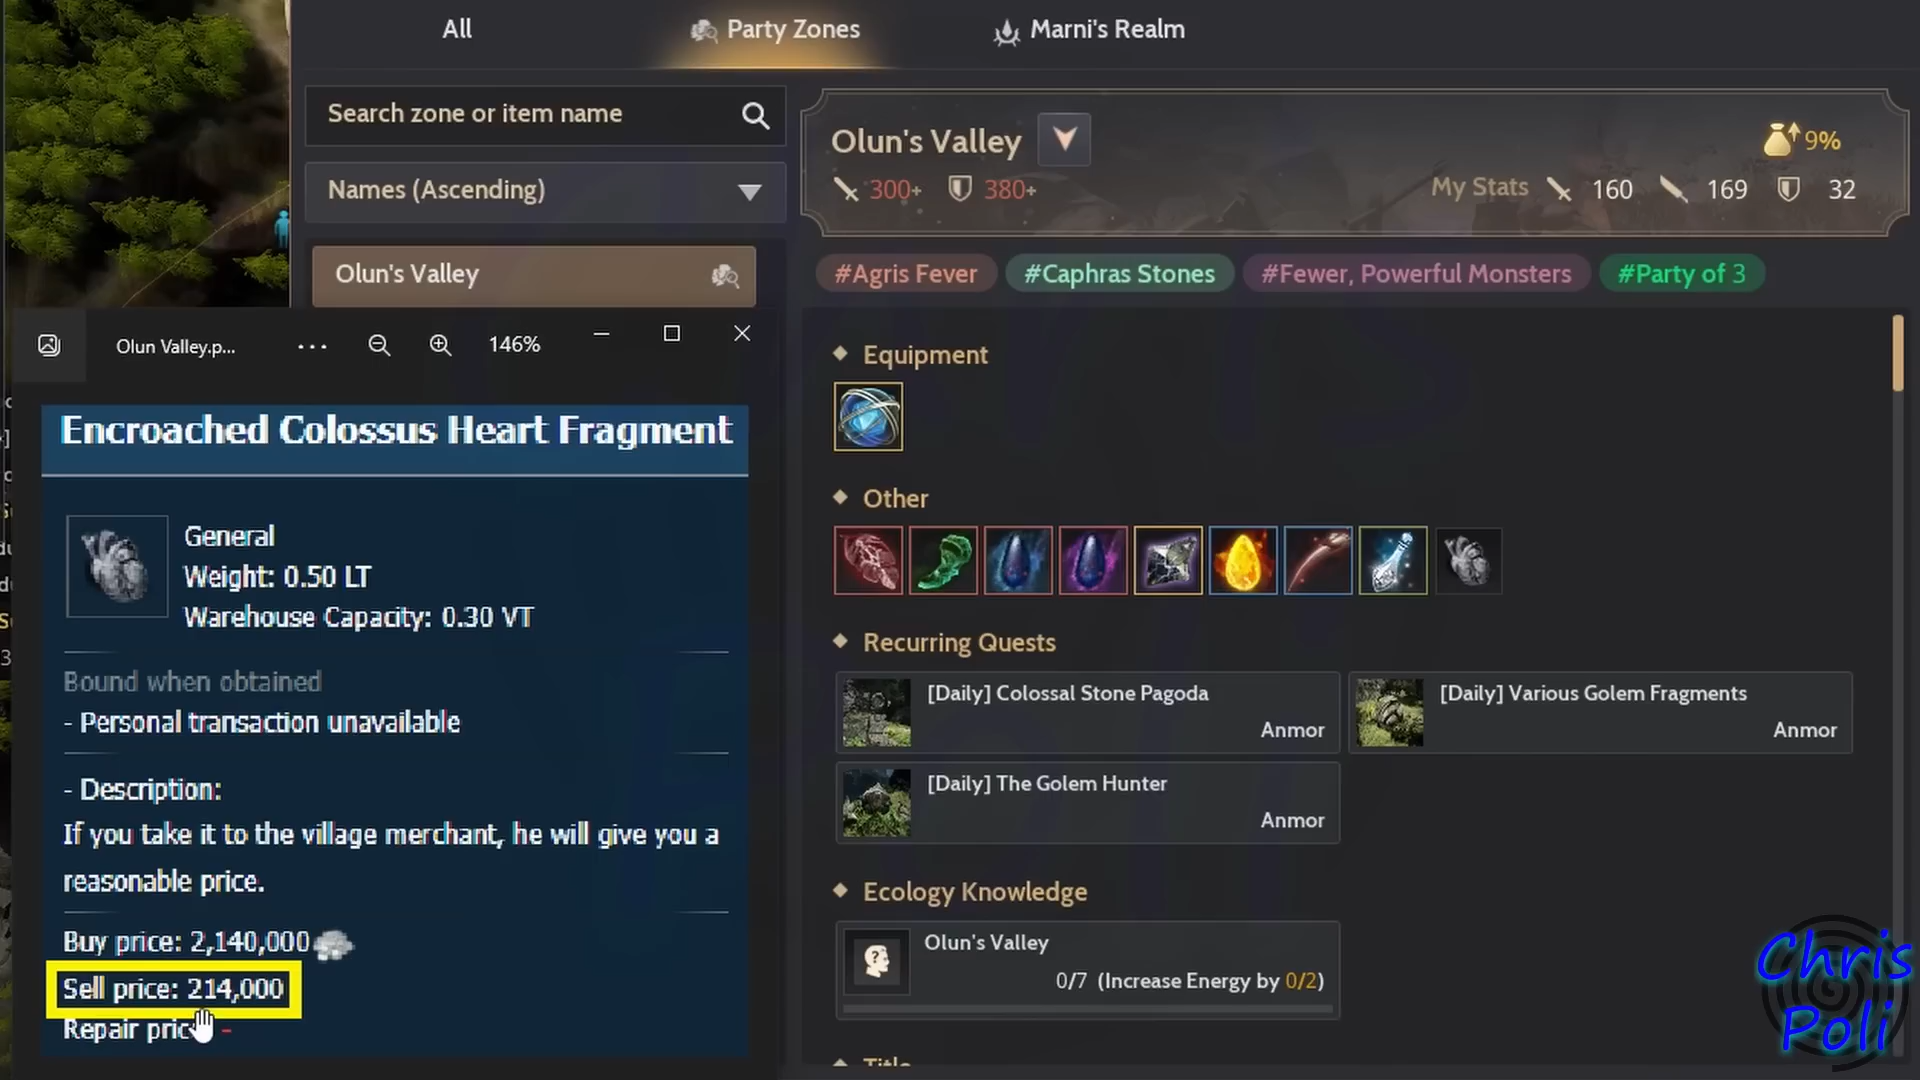 All
Party Zones
Marni's Realm
Search zone or item name
Names (Ascending)
Olun's Valley
Olun's Valley
9%
300+
380+
My Stats
160
169
32
#Agris Fever
#Caphras Stones
#Fewer, Powerful Monsters
#Party of 3
Olun Valley.p...
146%
Encroached Colossus Heart Fragment
General
Weight: 0.50 LT
Warehouse Capacity: 0.30 VT
Bound when obtained
- Personal transaction unavailable
- Description:
If you take it to the village merchant, he will give you a
reasonable price.
Buy price: 2,140,000
Sell price: 214,000
Repair pric -
Equipment
Other
Recurring Quests
[Daily] Colossal Stone Pagoda
Anmor
[Daily] Various Golem Fragments
Anmor
[Daily] The Golem Hunter
Anmor
Ecology Knowledge
Olun's Valley
0/7 (Increase Energy by 0/2)
Title
Chris
Poli